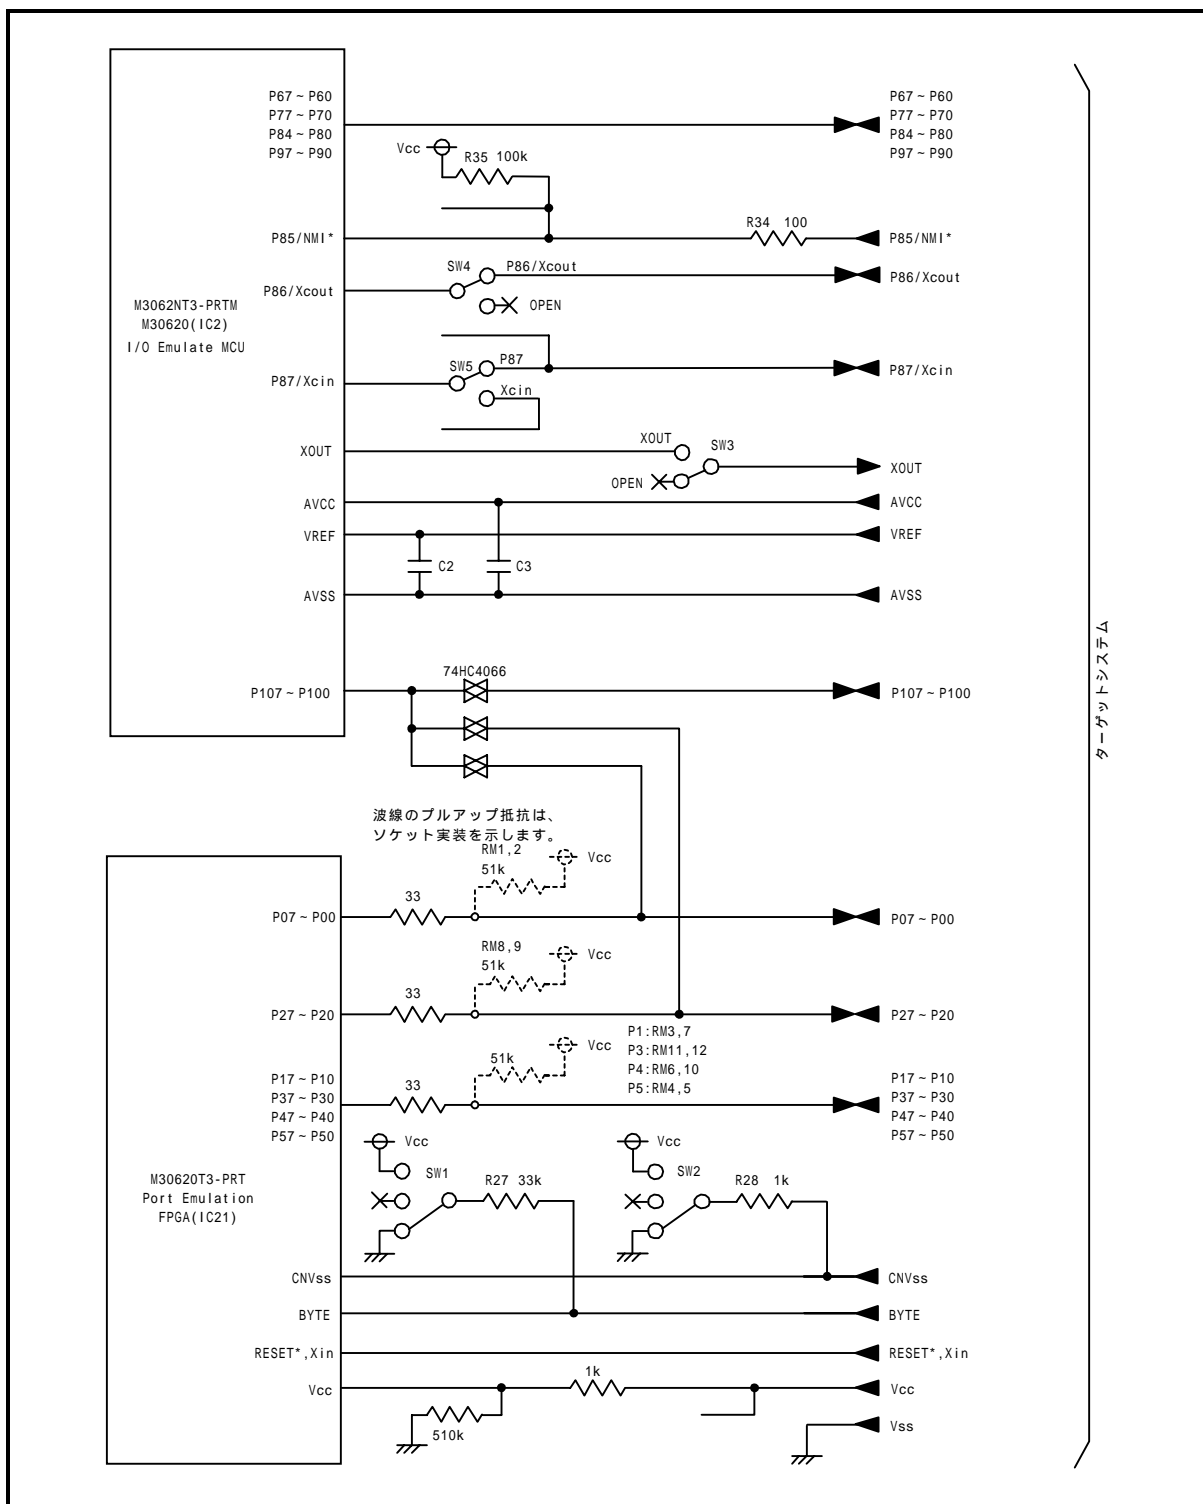 P67 ~ P60
P77 ~ P70
P84 ~ P80
P97 ~ P90
P67 ~ P60
P77 ~ P70
P84 ~ P80
P97 ~ P90
Vcc
R35 100k
P85/NMI*
R34 100
P85/NMI*
SW4
P86/Xcout
P86/Xcout
P86/Xcout
OPEN
M3062NT3-PRTM
M30620(IC2)
I/O Emulate MCU
P87/Xcin
SW5
P87
Xcin
P87/Xcin
XOUT
XOUT
SW3
OPEN
XOUT
AVCC
AVCC
VREF
VREF
C2
C3
AVSS
AVSS
74HC4066
P107 ~ P100
P107 ~ P100
ターゲットシステム
波線のプルアップ抵抗は、
ソケット実装を示します。
RM1,2
51k
Vcc
33
P07 ~ P00
P07 ~ P00
RM8,9
51k
Vcc
33
P27 ~ P20
P27 ~ P20
P1:RM3,7
P3:RM11,12
P4:RM6,10
P5:RM4,5
51k
Vcc
33
P17 ~ P10
P37 ~ P30
P47 ~ P40
P57 ~ P50
P17 ~ P10
P37 ~ P30
P47 ~ P40
P57 ~ P50
Vcc
SW1
R27 33k
Vcc
SW2
R28 1k
M30620T3-PRT
Port Emulation
FPGA(IC21)
CNVss
CNVss
BYTE
BYTE
RESET*,Xin
RESET*,Xin
1k
Vcc
Vcc
510k
Vss